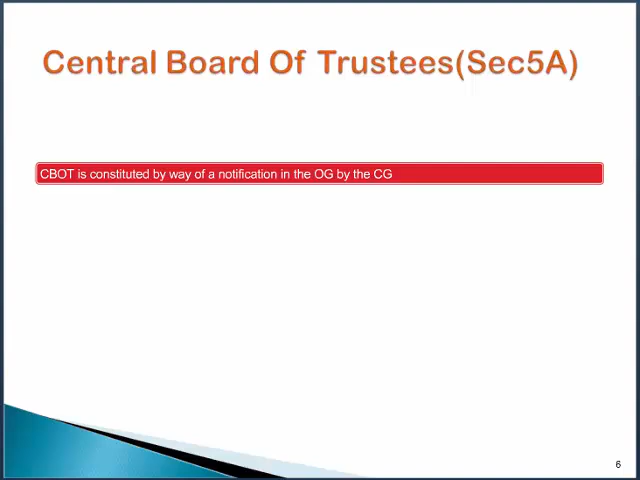 Central Board Of Trustees(Sec5A)
CBOT is constituted by way of a notification in the OG by the CG
6